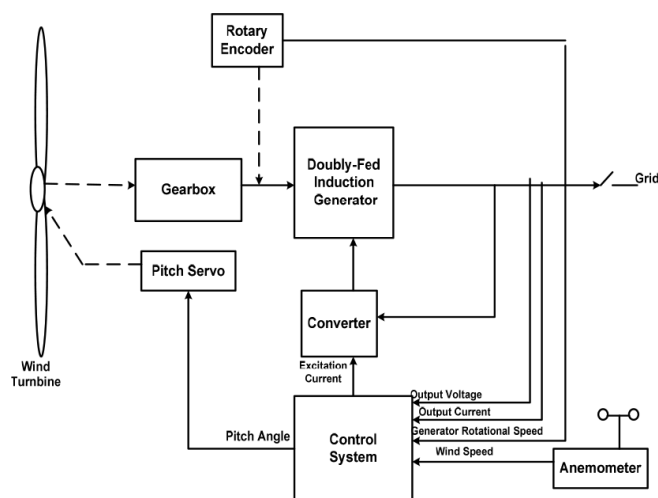 Rotary
Encoder
Doubly-Fed
Induction
Generator
Grid
Gearbox
Pitch Servo
Converter
Wind
Turnbine
Excitation
Current
Output Voltage
Output Current
Generator Rotational Speed
Pitch Angle
Control
System
Wind Speed
Anemometer